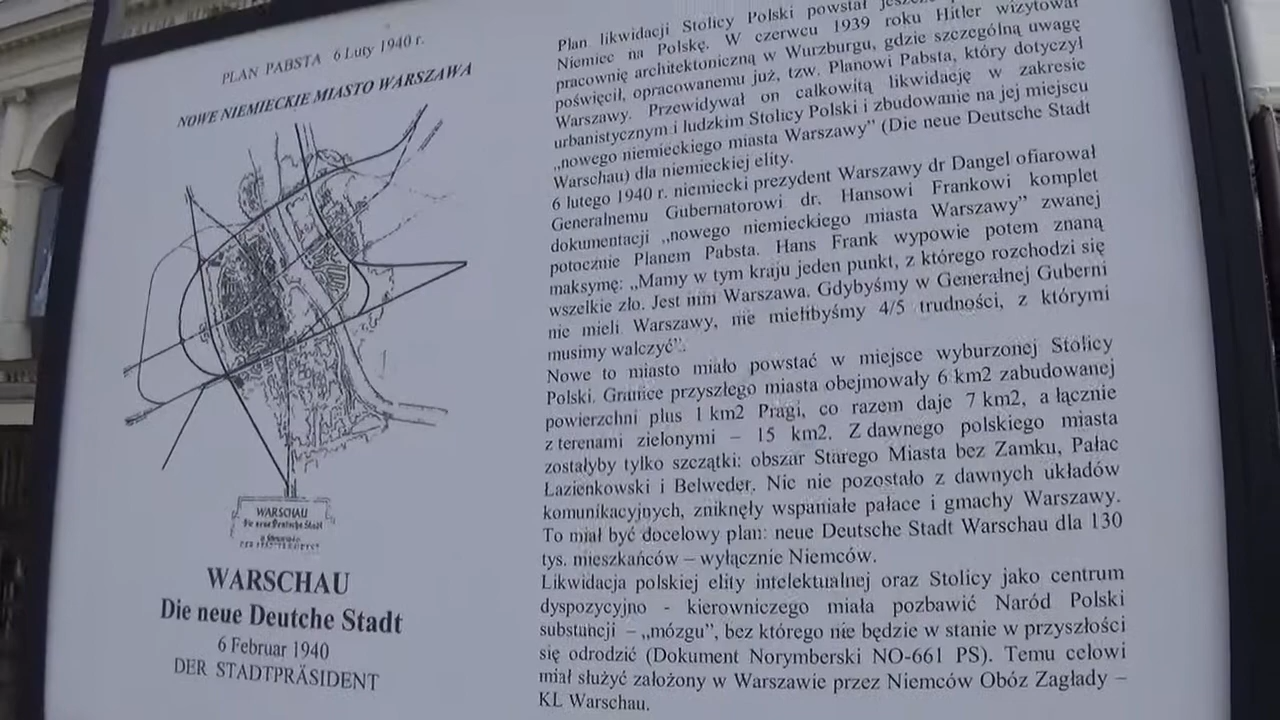 PLAN PABSTA 6 Luty 1940 r.
NOWE NIEMIECKIE MIASTO WARSZAWA
WARSCHAU
Die neue Deutsche Stadt
WARSCHAU
Die neue Deutche Stadt
6 Februar 1940
DER STADTPRÄSIDENT
Plan likwidacji Stolicy Polski powstał jeszcze
Niemiec na Polskę. W czerwcu 1939 roku Hitler wizytował
pracownię architektoniczną w Wurzburgu, gdzie szczególną uwagę
poświęcił, opracowanemu już, tzw. Planowi Pabsta, który dotyczył
Warszawy. Przewidywał on całkowitą likwidację w zakresie
urbanistycznym i ludzkim Stolicy Polski i zbudowanie na jej miejscu
„nowego niemieckiego miasta Warszawy” (Die neue Deutsche Stadt
Warschau) dla niemieckiej elity.
6 lutego 1940 r. niemiecki prezydent Warszawy dr Dangel ofiarował
Generalnemu Gubernatorowi dr. Hansowi Frankowi komplet
dokumentacji „nowego niemieckiego miasta Warszawy” zwanej
potocznie Planem Pabsta. Hans Frank wypowie potem znaną
maksymę: „Mamy w tym kraju jeden punkt, z którego rozchodzi się
wszelkie zło. Jest nim Warszawa. Gdybyśmy w Generalnej Guberni
nie mieli Warszawy, nie mielibyśmy 4/5 trudności, z którymi
musimy walczyć”.
Nowe to miasto miało powstać w miejsce wyburzonej Stolicy
Polski. Granice przyszłego miasta obejmowały 6 km2 zabudowanej
powierzchni plus 1 km2 Pragi, co razem daje 7 km2, a łącznie
z terenami zielonymi – 15 km2. Z dawnego polskiego miasta
zostałyby tylko szczątki: obszar Starego Miasta bez Zamku, Pałac
Łazienkowski i Belweder. Nic nie pozostało z dawnych układów
komunikacyjnych, zniknęły wspaniałe pałace i gmachy Warszawy.
To miał być docelowy plan: neue Deutsche Stadt Warschau dla 130
tys. mieszkańców – wyłącznie Niemców.
Likwidacja polskiej elity intelektualnej oraz Stolicy jako centrum
dyspozycyjno - kierowniczego miała pozbawić Naród Polski
substancji – „mózgu”, bez którego nie będzie w stanie w przyszłości
się odrodzić (Dokument Norymberski NO-661 PS). Temu celowi
miał służyć założony w Warszawie przez Niemców Obóz Zagłady –
KL Warschau.